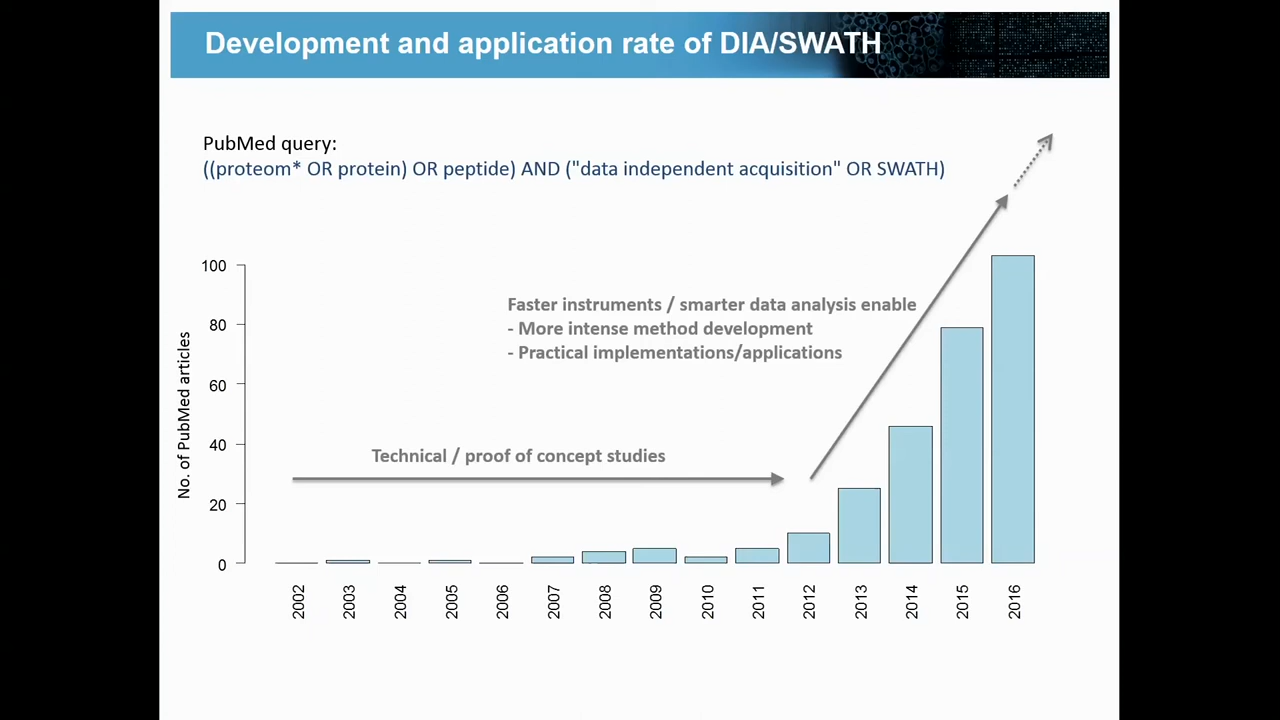 Development and application rate of DIA/SWATH
PubMed query:
((proteom* OR protein) OR peptide) AND ("data independent acquisition" OR SWATH)
100
80
60
40
20
0
No. of PubMed articles
Faster instruments / smarter data analysis enable
- More intense method development
- Practical implementations/applications
Technical / proof of concept studies
2002
2003
2004
2005
2006
2007
2008
2009
2010
2011
2012
2013
2014
2015
2016